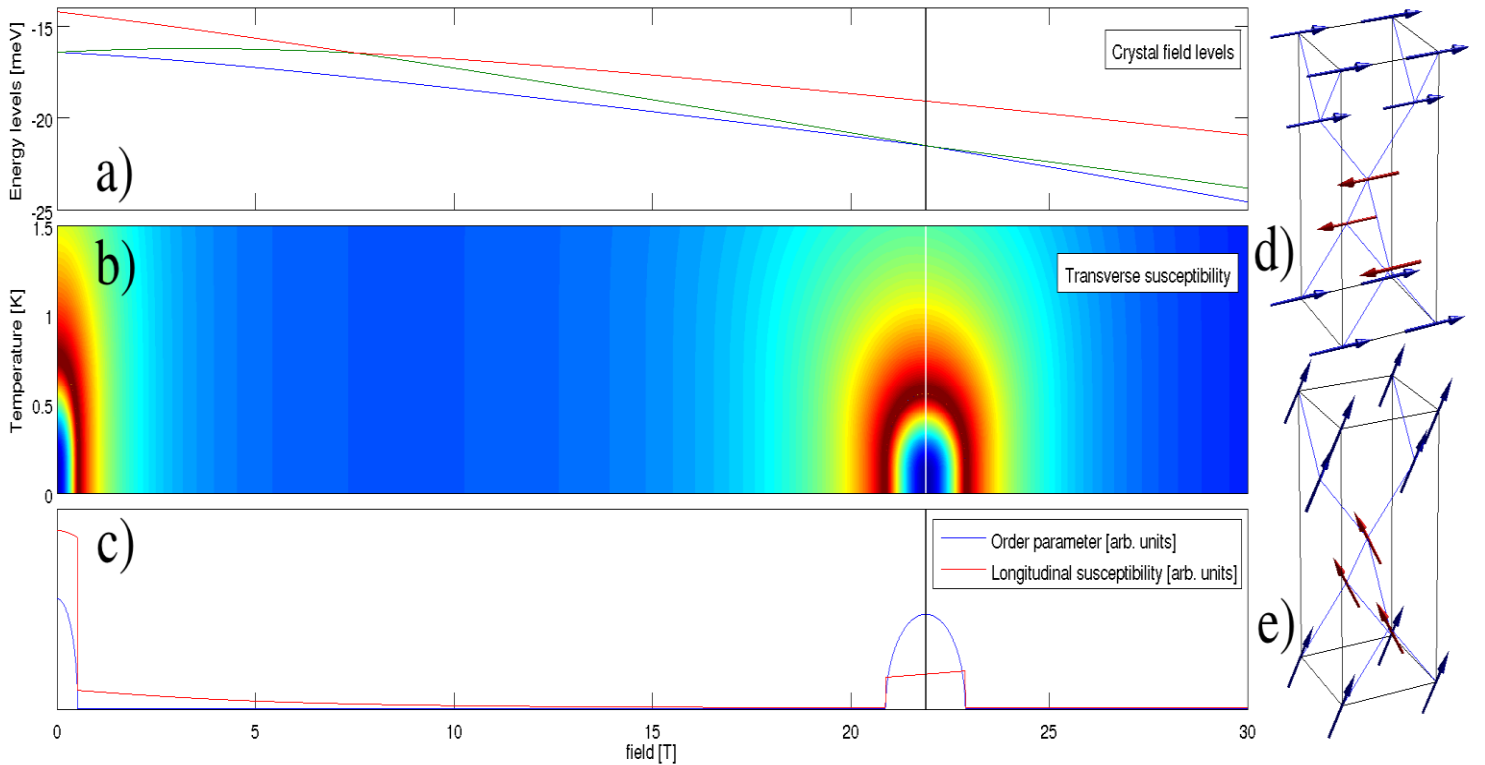 -15
-20
-25
Energy levels [meV]
Crystal field levels
a)
1.5
1
0.5
0
Temperature [K]
b)
Transverse susceptibility
c)
Order parameter [arb. units]
Longitudinal susceptibility [arb. units]
0 5 10 15 20 25 30
field [T]
d)
e)